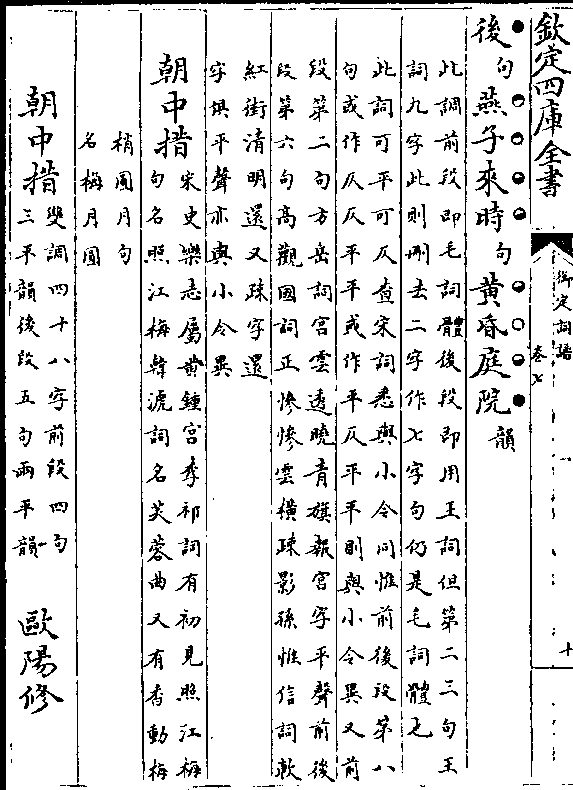 欽定四庫全書
御定詞譜
卷七
十
後句燕子來時句黃昏庭院韻
此調前段即毛詞體後段即用王詞但第二三句王
詞九字此則刪去二字作七字句仍是毛詞體也
此詞可平可仄查宋詞悉與小令同惟前後段第八
句或作仄仄平平或作平仄平平則與小令異又前
段第二句方岳詞宮雲透曉青旗報宮字平聲前後
段第六句高觀國詞正慘慘雲橫疎影孫惟信詞軟
紅街清明還又疎字還
字俱平聲亦與小令異
朝中措
宋史樂志屬黃鍾宮李祁詞有初見照江梅
句名照江梅韓淲詞名芙蓉曲又有香動梅
梢圓月句
名梅月圓
朝中措
雙調四十八字前段四句
三平韻後段五句兩平韻
歐陽修